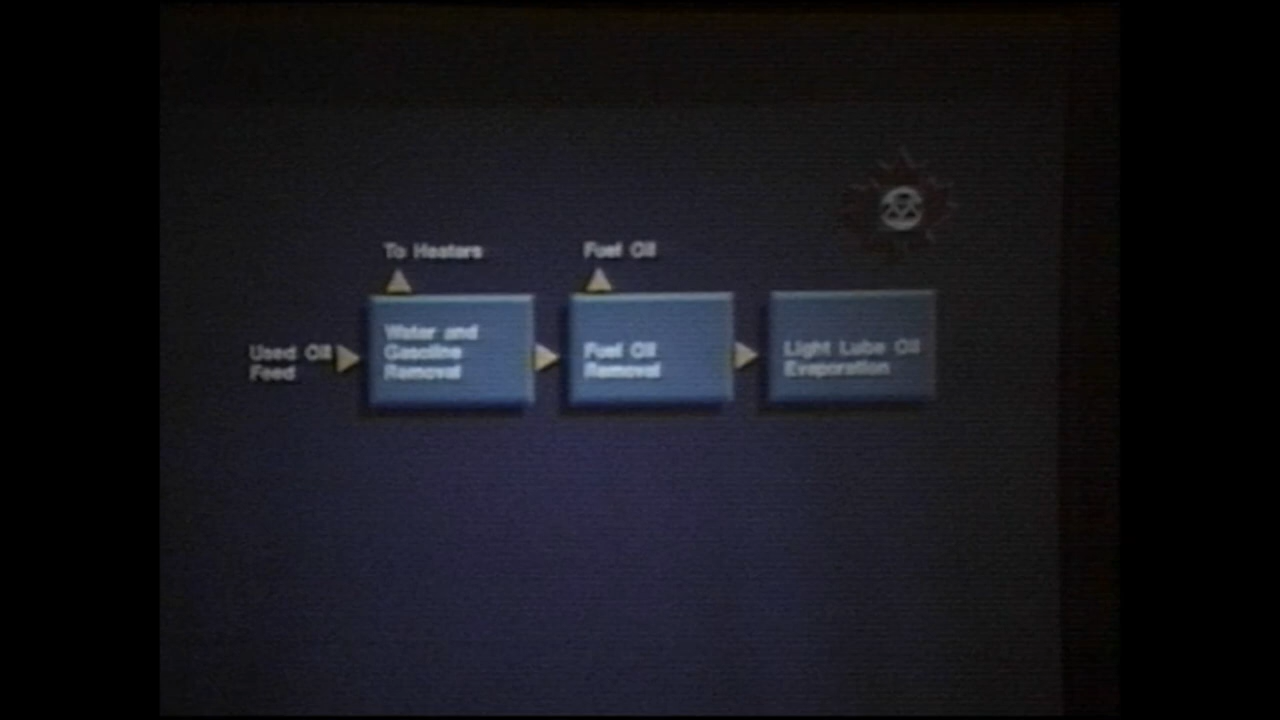 To Heaters
Fuel Oil
Used Oil
Feed
Water and
Gasoline
Removal
Fuel Oil
Removal
Light Lube Oil
Evaporation